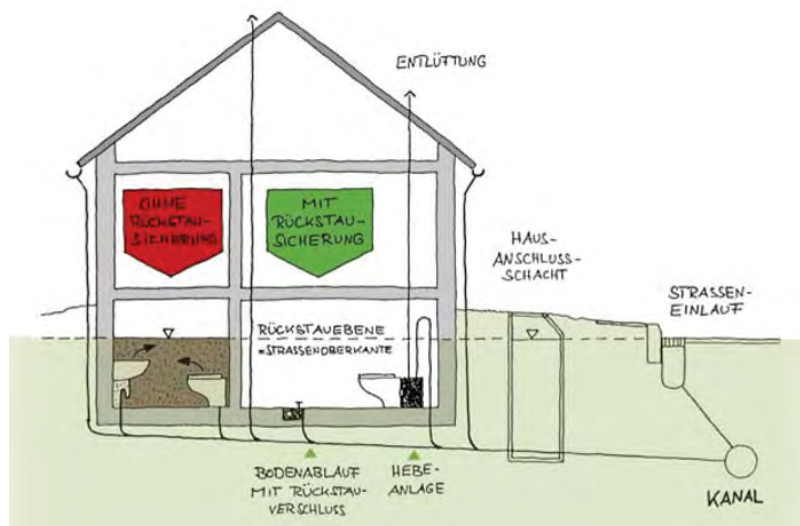 ENTLÜFTUNG
OHNE
RÜCKSTAU-
SICHERUNG
MIT
RÜCKSTAU-
SICHERUNG
HAUS-
ANSCHLUSS-
SCHACHT
STRASSEN-
EINLAUF
RÜCKSTAUEBENE
=STRASSENOBERKANTE
BODENABLAUF
MIT RÜCKSTAU-
VERSCHLUSS
HEBE-
ANLAGE
KANAL